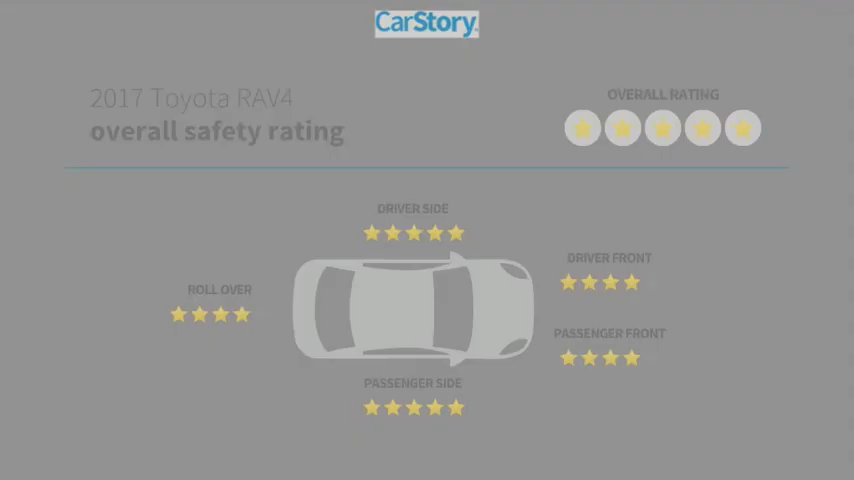 CarStory
2017 Toyota RAV4
overall safety rating
OVERALL RATING
DRIVER SIDE
DRIVER FRONT
ROLL OVER
PASSENGER FRONT
PASSENGER SIDE